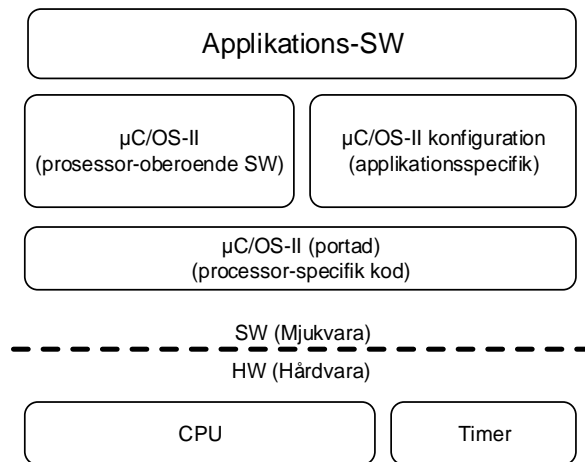 Applikations-SW
µC/OS-II
(prosessor-oberoende SW)
µC/OS-II konfiguration
(applikationsspecifik)
µC/OS-II (portad)
(processor-specifik kod)
SW (Mjukvara)
HW (Hårdvara)
CPU
Timer